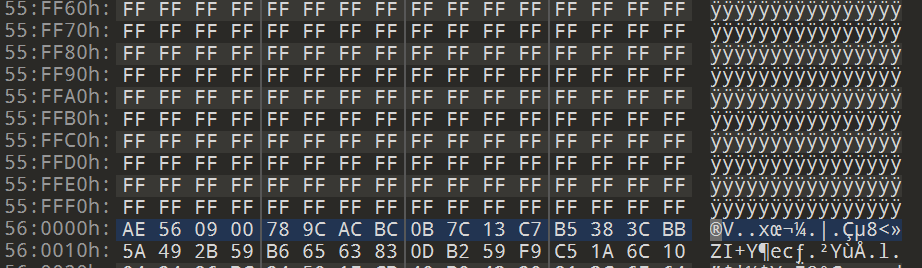 55:FF60h: FF FF FF FF FF FF FF FF FF FF FF FF FF FF FF FF ÿÿÿÿÿÿÿÿÿÿÿÿÿÿÿÿ
55:FF70h: FF FF FF FF FF FF FF FF FF FF FF FF FF FF FF FF ÿÿÿÿÿÿÿÿÿÿÿÿÿÿÿÿ
55:FF80h: FF FF FF FF FF FF FF FF FF FF FF FF FF FF FF FF ÿÿÿÿÿÿÿÿÿÿÿÿÿÿÿÿ
55:FF90h: FF FF FF FF FF FF FF FF FF FF FF FF FF FF FF FF ÿÿÿÿÿÿÿÿÿÿÿÿÿÿÿÿ
55:FFA0h: FF FF FF FF FF FF FF FF FF FF FF FF FF FF FF FF ÿÿÿÿÿÿÿÿÿÿÿÿÿÿÿÿ
55:FFB0h: FF FF FF FF FF FF FF FF FF FF FF FF FF FF FF FF ÿÿÿÿÿÿÿÿÿÿÿÿÿÿÿÿ
55:FFC0h: FF FF FF FF FF FF FF FF FF FF FF FF FF FF FF FF ÿÿÿÿÿÿÿÿÿÿÿÿÿÿÿÿ
55:FFD0h: FF FF FF FF FF FF FF FF FF FF FF FF FF FF FF FF ÿÿÿÿÿÿÿÿÿÿÿÿÿÿÿÿ
55:FFE0h: FF FF FF FF FF FF FF FF FF FF FF FF FF FF FF FF ÿÿÿÿÿÿÿÿÿÿÿÿÿÿÿÿ
55:FFF0h: FF FF FF FF FF FF FF FF FF FF FF FF FF FF FF FF ÿÿÿÿÿÿÿÿÿÿÿÿÿÿÿÿ
56:0000h: AE 56 09 00 78 9C AC BC 0B 7C 13 C7 B5 38 3C BB ®V..xœ¬¼.|.Çµ8<»
56:0010h: 5A 49 2B 59 B6 65 63 83 0D B2 59 F9 C5 1A 6C 10 ZI+Y¶ecƒ.²YùÅ.l.